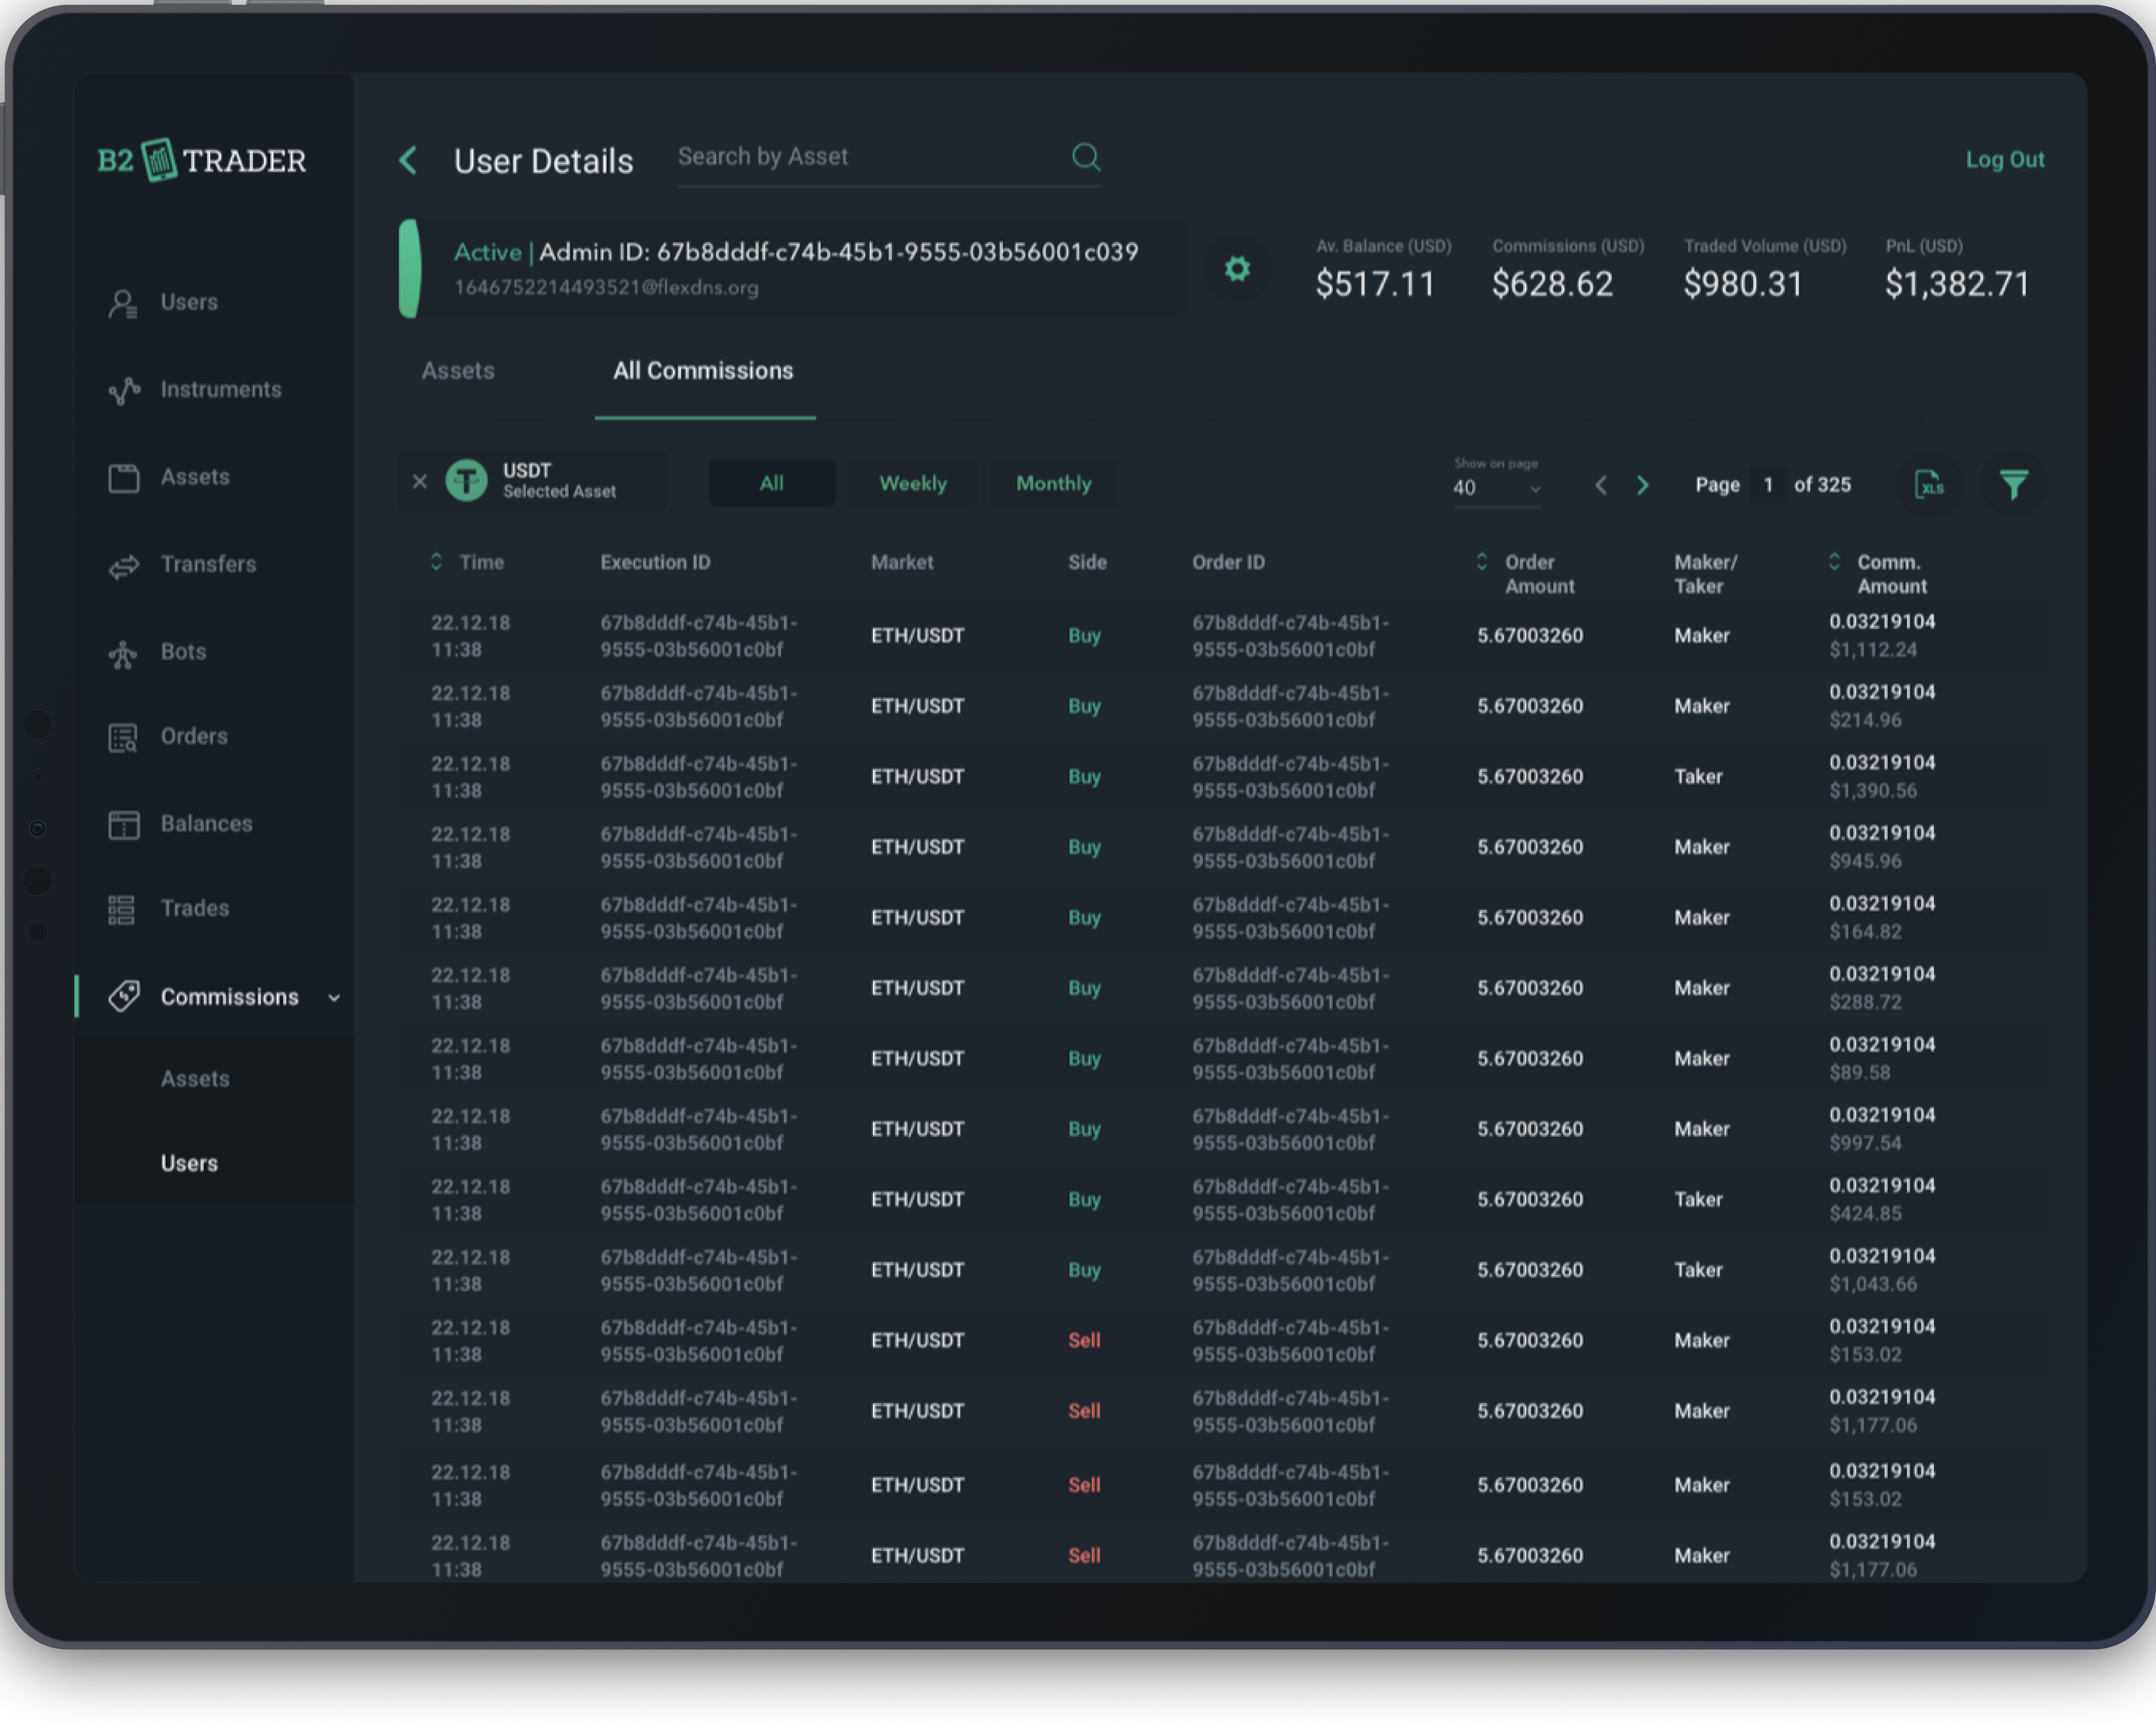 B2 TRADER
User Details
Search by Asset
Log Out
Users
Instruments
Assets
Transfers
Bots
Orders
Balances
Trades
Commissions
Assets
Users
Active | Admin ID: 67b8dddf-c74b-45b1-9555-03b56001c039
1646752214493521@flexdns.org
Av. Balance (USD) Commissions (USD) Traded Volume (USD) PnL (USD)
$517.11 $628.62 $980.31 $1,382.71
Assets All Commissions
USDT
Selected Asset
All Weekly Monthly
Show on page
40
Page 1 of 325
XLS
Time Execution ID Market Side Order ID Order Maker/ Comm.
Amount Taker Amount
22.12.18 67b8dddf-c74b-45b1- ETH/USDT Buy 67b8dddf-c74b-45b1- 5.67003260 Maker 0.03219104
11:38 9555-03b56001c0bf 9555-03b56001c0bf $1,112.24
22.12.18 67b8dddf-c74b-45b1- ETH/USDT Buy 67b8dddf-c74b-45b1- 5.67003260 Maker 0.03219104
11:38 9555-03b56001c0bf 9555-03b56001c0bf $214.96
22.12.18 67b8dddf-c74b-45b1- ETH/USDT Buy 67b8dddf-c74b-45b1- 5.67003260 Taker 0.03219104
11:38 9555-03b56001c0bf 9555-03b56001c0bf $1,390.56
22.12.18 67b8dddf-c74b-45b1- ETH/USDT Buy 67b8dddf-c74b-45b1- 5.67003260 Maker 0.03219104
11:38 9555-03b56001c0bf 9555-03b56001c0bf $945.96
22.12.18 67b8dddf-c74b-45b1- ETH/USDT Buy 67b8dddf-c74b-45b1- 5.67003260 Maker 0.03219104
11:38 9555-03b56001c0bf 9555-03b56001c0bf $164.82
22.12.18 67b8dddf-c74b-45b1- ETH/USDT Buy 67b8dddf-c74b-45b1- 5.67003260 Maker 0.03219104
11:38 9555-03b56001c0bf 9555-03b56001c0bf $288.72
22.12.18 67b8dddf-c74b-45b1- ETH/USDT Buy 67b8dddf-c74b-45b1- 5.67003260 Maker 0.03219104
11:38 9555-03b56001c0bf 9555-03b56001c0bf $89.58
22.12.18 67b8dddf-c74b-45b1- ETH/USDT Buy 67b8dddf-c74b-45b1- 5.67003260 Maker 0.03219104
11:38 9555-03b56001c0bf 9555-03b56001c0bf $997.54
22.12.18 67b8dddf-c74b-45b1- ETH/USDT Buy 67b8dddf-c74b-45b1- 5.67003260 Taker 0.03219104
11:38 9555-03b56001c0bf 9555-03b56001c0bf $424.85
22.12.18 67b8dddf-c74b-45b1- ETH/USDT Buy 67b8dddf-c74b-45b1- 5.67003260 Taker 0.03219104
11:38 9555-03b56001c0bf 9555-03b56001c0bf $1,043.66
22.12.18 67b8dddf-c74b-45b1- ETH/USDT Sell 67b8dddf-c74b-45b1- 5.67003260 Maker 0.03219104
11:38 9555-03b56001c0bf 9555-03b56001c0bf $153.02
22.12.18 67b8dddf-c74b-45b1- ETH/USDT Sell 67b8dddf-c74b-45b1- 5.67003260 Maker 0.03219104
11:38 9555-03b56001c0bf 9555-03b56001c0bf $1,177.06
22.12.18 67b8dddf-c74b-45b1- ETH/USDT Sell 67b8dddf-c74b-45b1- 5.67003260 Maker 0.03219104
11:38 9555-03b56001c0bf 9555-03b56001c0bf $153.02
22.12.18 67b8dddf-c74b-45b1- ETH/USDT Sell 67b8dddf-c74b-45b1- 5.67003260 Maker 0.03219104
11:38 9555-03b56001c0bf 9555-03b56001c0bf $1,177.06